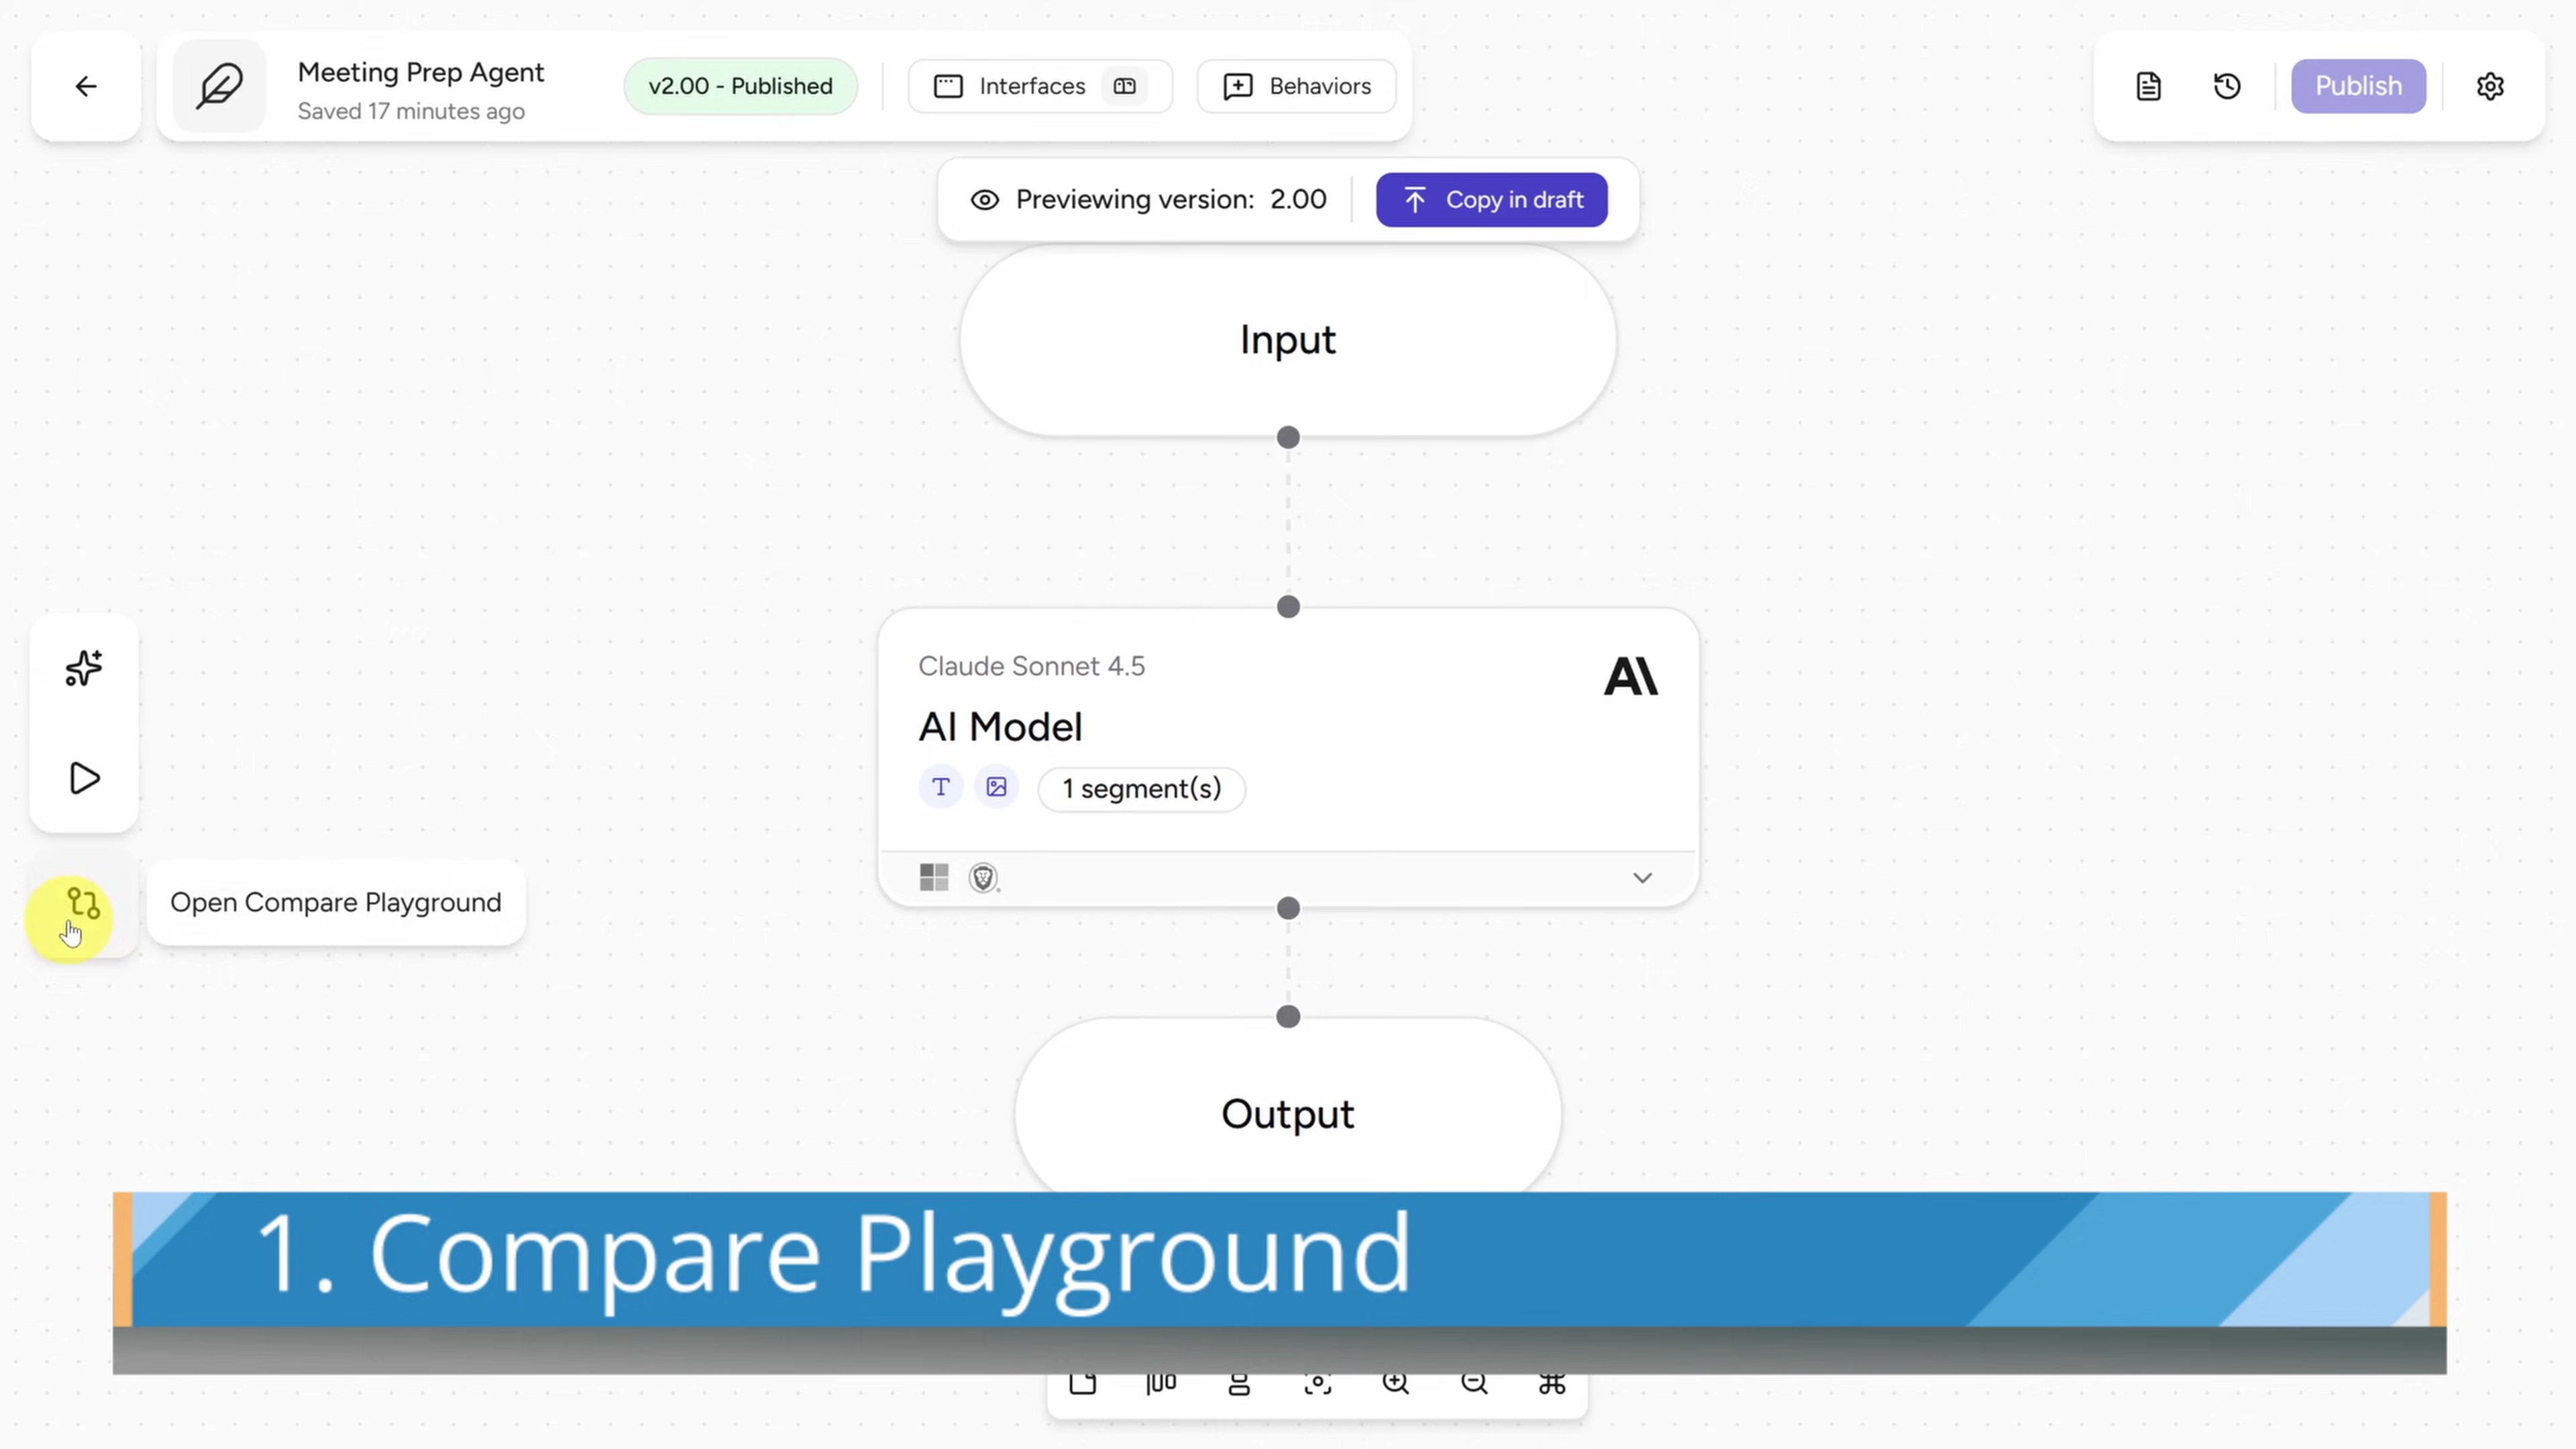 Meeting Prep Agent
Saved 17 minutes ago
v2.00 - Published
Interfaces
Behaviors
Publish
Previewing version: 2.00
Copy in draft
Input
Claude Sonnet 4.5
AI Model
T
1 segment(s)
Open Compare Playground
Output
1. Compare Playground